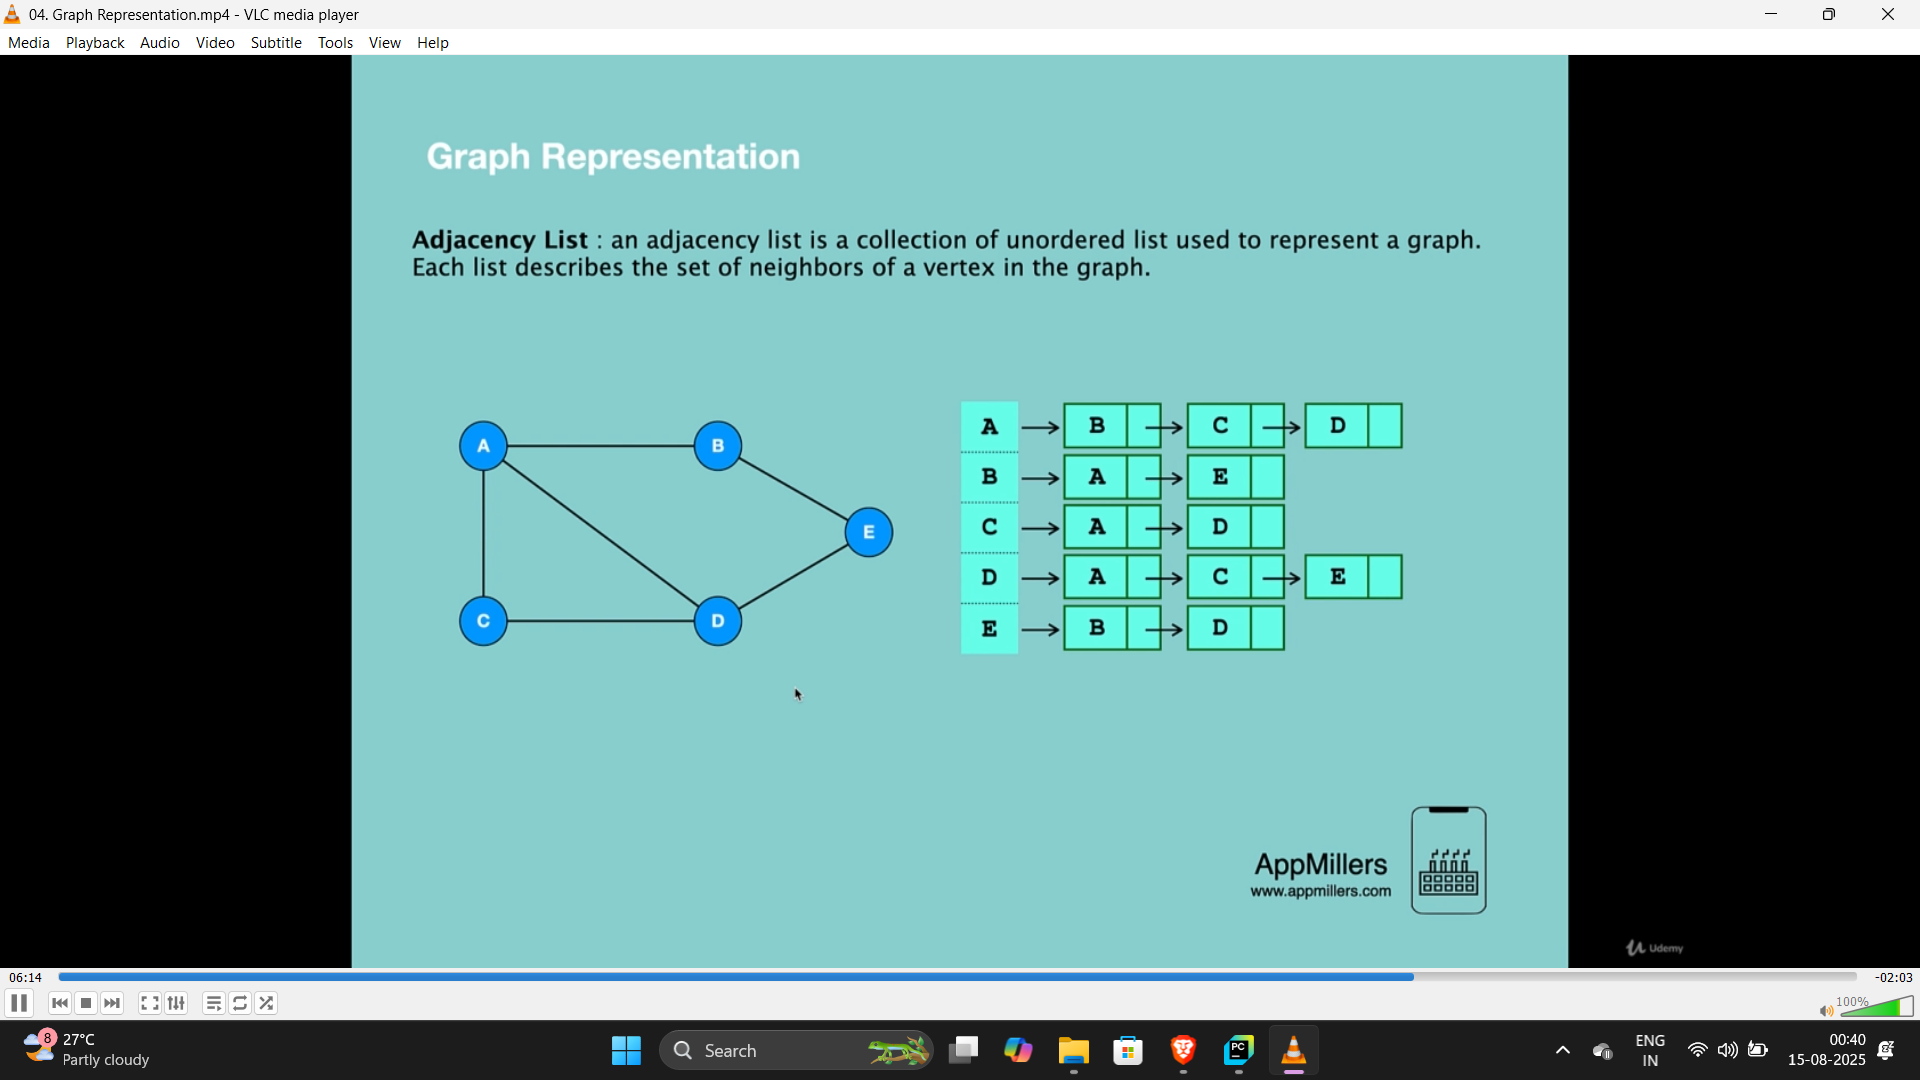 04. Graph Representation.mp4 - VLC media player
Media Playback Audio Video Subtitle Tools View Help
Graph Representation
Adjacency List : an adjacency list is a collection of unordered list used to represent a graph.
Each list describes the set of neighbors of a vertex in the graph.
A B
E
C D
A B C D
B A E
C A D
D A C E
E B D
AppMillers
www.appmillers.com
Udemy
06:14 -02:03
100%
8 27°C
Partly cloudy
Search
PC
ENG
IN
00:40
15-08-2025